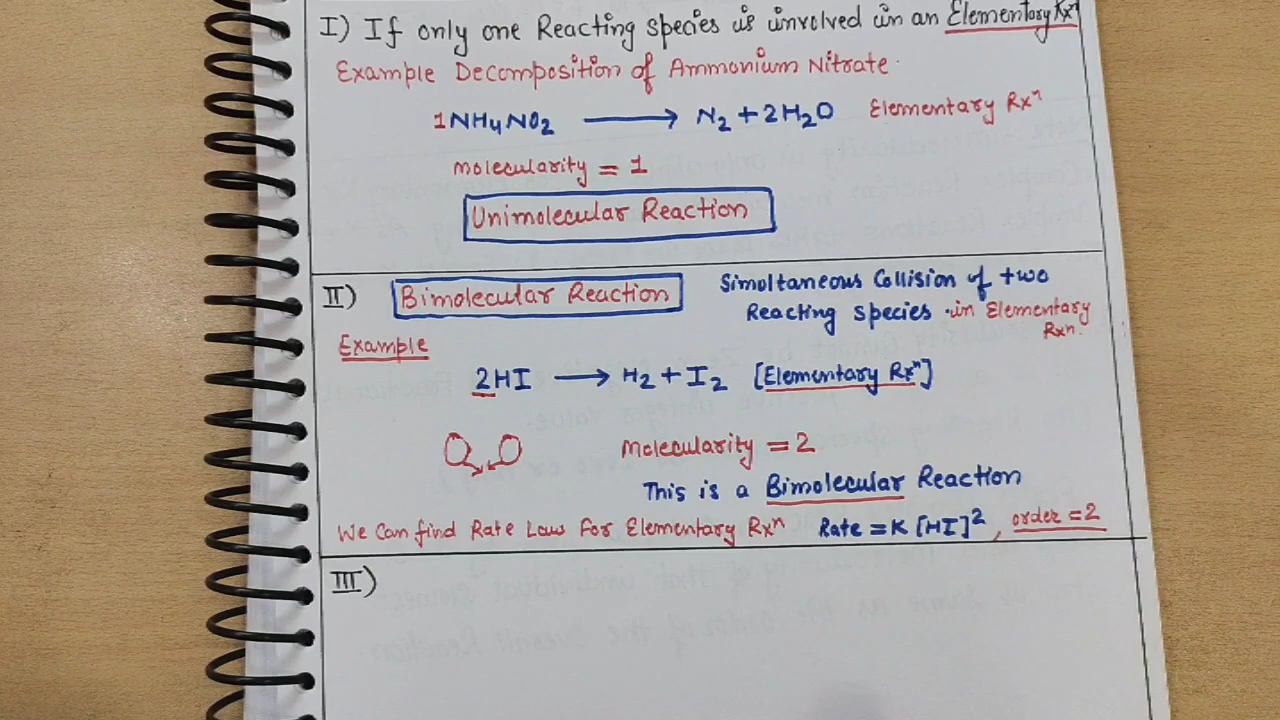 I) If only one Reacting species is involved in an Elementary Rxⁿ
Example Decomposition of Ammonium Nitrate.
1NH₄NO₂ ⟶ N₂ + 2H₂O Elementary Rxⁿ
molecularity = 1
Unimolecular Reaction
II) Bimolecular Reaction Simoltaneous Collision of two
Reacting species in Elementary
Rxn.
Example
2HI ⟶ H₂ + I₂ [Elementary Rxⁿ]
Molecularity = 2
This is a Bimolecular Reaction
We Can find Rate Law For Elementary Rxⁿ Rate = K [HI]², order = 2
III)